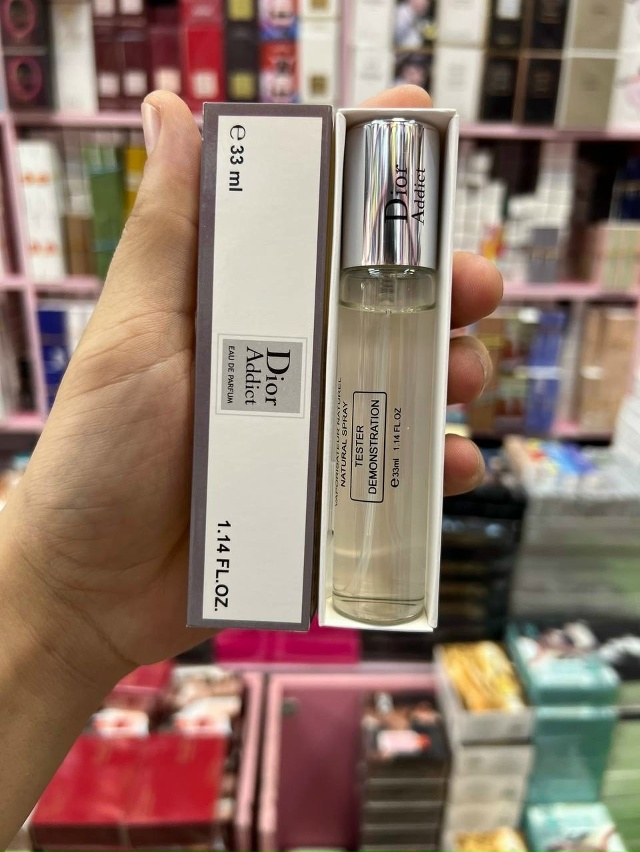 e 33 ml
Dior
Addict
EAU DE PARFUM
1.14 FL.OZ.
Dior
Addict
NATURAL SPRAY
TESTER
DEMONSTRATION
e 33ml 1.14 FL OZ